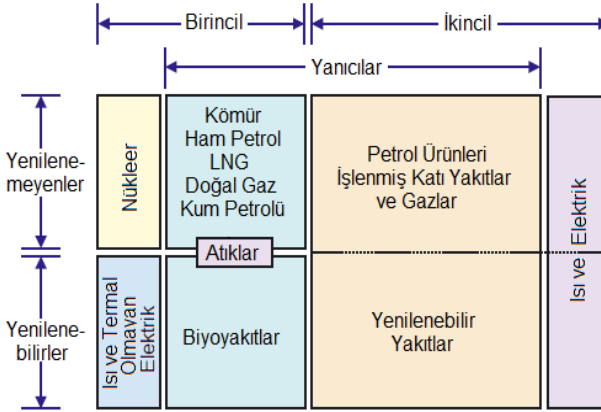 Birincil
İkincil
Yanıcılar
Yenilene-
meyenler
Nükleer
Kömür
Ham Petrol
LNG
Doğal Gaz
Kum Petrolü
Petrol Ürünleri
İşlenmiş Katı Yakıtlar
ve Gazlar
Isı ve Elektrik
Atıklar
Yenilene-
bilirler
Isı ve Termal
Olmayan
Elektrik
Biyoyakıtlar
Yenilenebilir
Yakıtlar